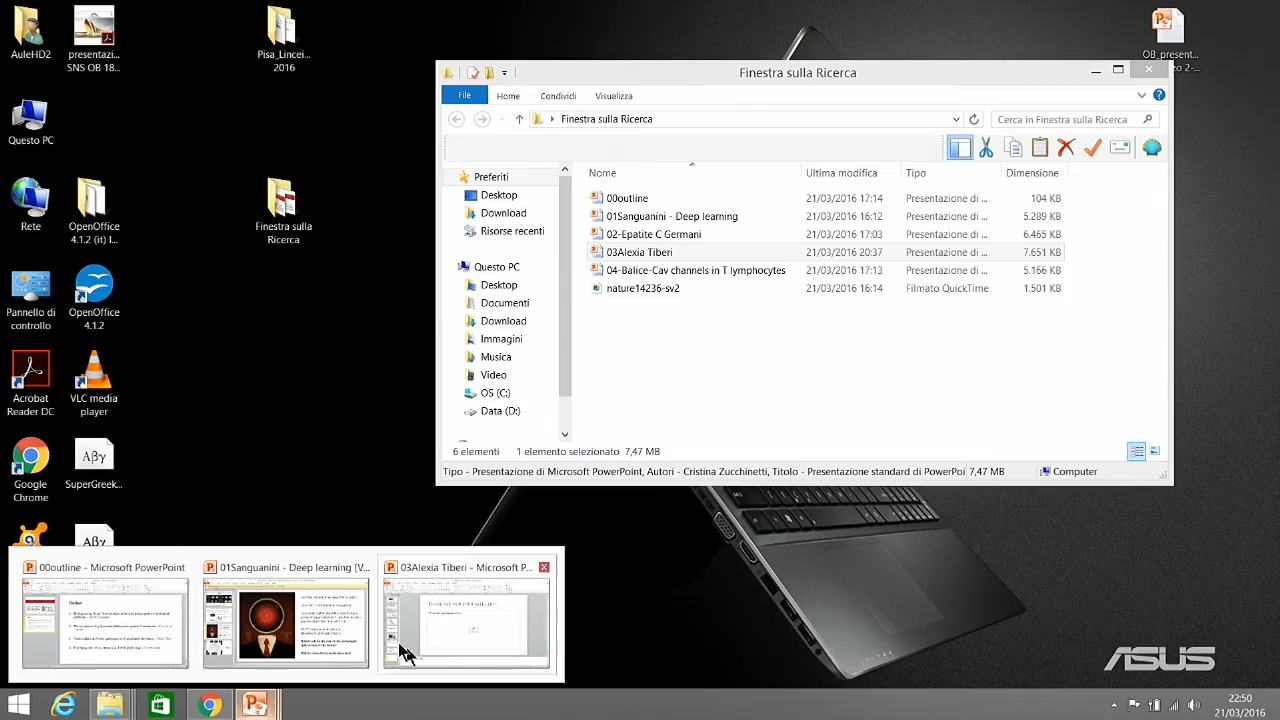 AuleHD2
presentazi...
SNS OB 18...
Pisa_Lincei...
2016
OB_present...
Questo PC
Rete
OpenOffice
4.1.2 (it) I...
Finestra sulla
Ricerca
Pannello di
controllo
OpenOffice
4.1.2
Acrobat
Reader DC
VLC media
player
Google
Chrome
Aβγ
SuperGreek...
Aβγ
Finestra sulla Ricerca
File
Home
Condividi
Visualizza
Finestra sulla Ricerca
Cerca in Finestra sulla Ricerca
Preferiti
Desktop
Download
Risorse recenti
Questo PC
Desktop
Documenti
Download
Immagini
Musica
Video
OS (C:)
Data (D:)
Nome Ultima modifica Tipo Dimensione
00outline 21/03/2016 17:14 Presentazione di ... 104 KB
01Sanguanini - Deep learning 21/03/2016 16:12 Presentazione di ... 5.289 KB
02-Epatite C Germani 21/03/2016 17:03 Presentazione di ... 6.465 KB
03Alexia Tiberi 21/03/2016 20:37 Presentazione di ... 7.651 KB
04-Balice-Cav channels in T lymphocytes 21/03/2016 17:13 Presentazione di ... 5.166 KB
nature14236-sv2 21/03/2016 16:14 Filmato QuickTime 1.501 KB
6 elementi 1 elemento selezionato 7,47 MB
Tipo - Presentazione di Microsoft PowerPoint, Autori - Cristina Zucchinetti, Titolo - Presentazione standard di PowerPoi 7,47 MB
Computer
00outline - Microsoft PowerPoint
01Sanguanini - Deep learning [V...
03Alexia Tiberi - Microsoft P...
Outline
22:50
21/03/2016